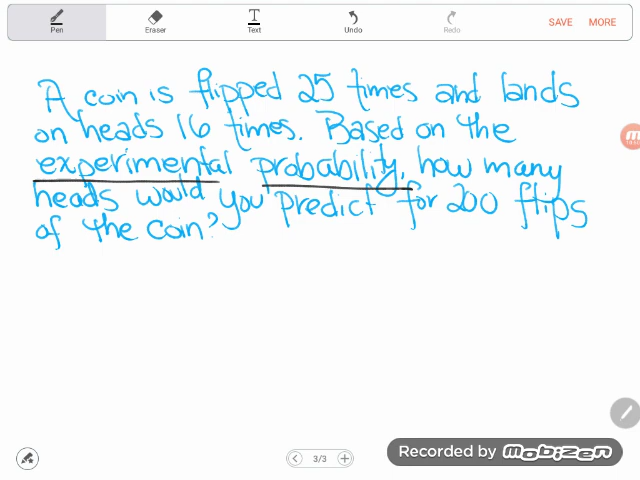 Pen Eraser Text Undo Redo SAVE MORE
A coin is flipped 25 times and lands
on heads 16 times. Based on the
experimental probability, how many
heads would you predict for 200 flips
of the coin?
3/3
Recorded by mobizen